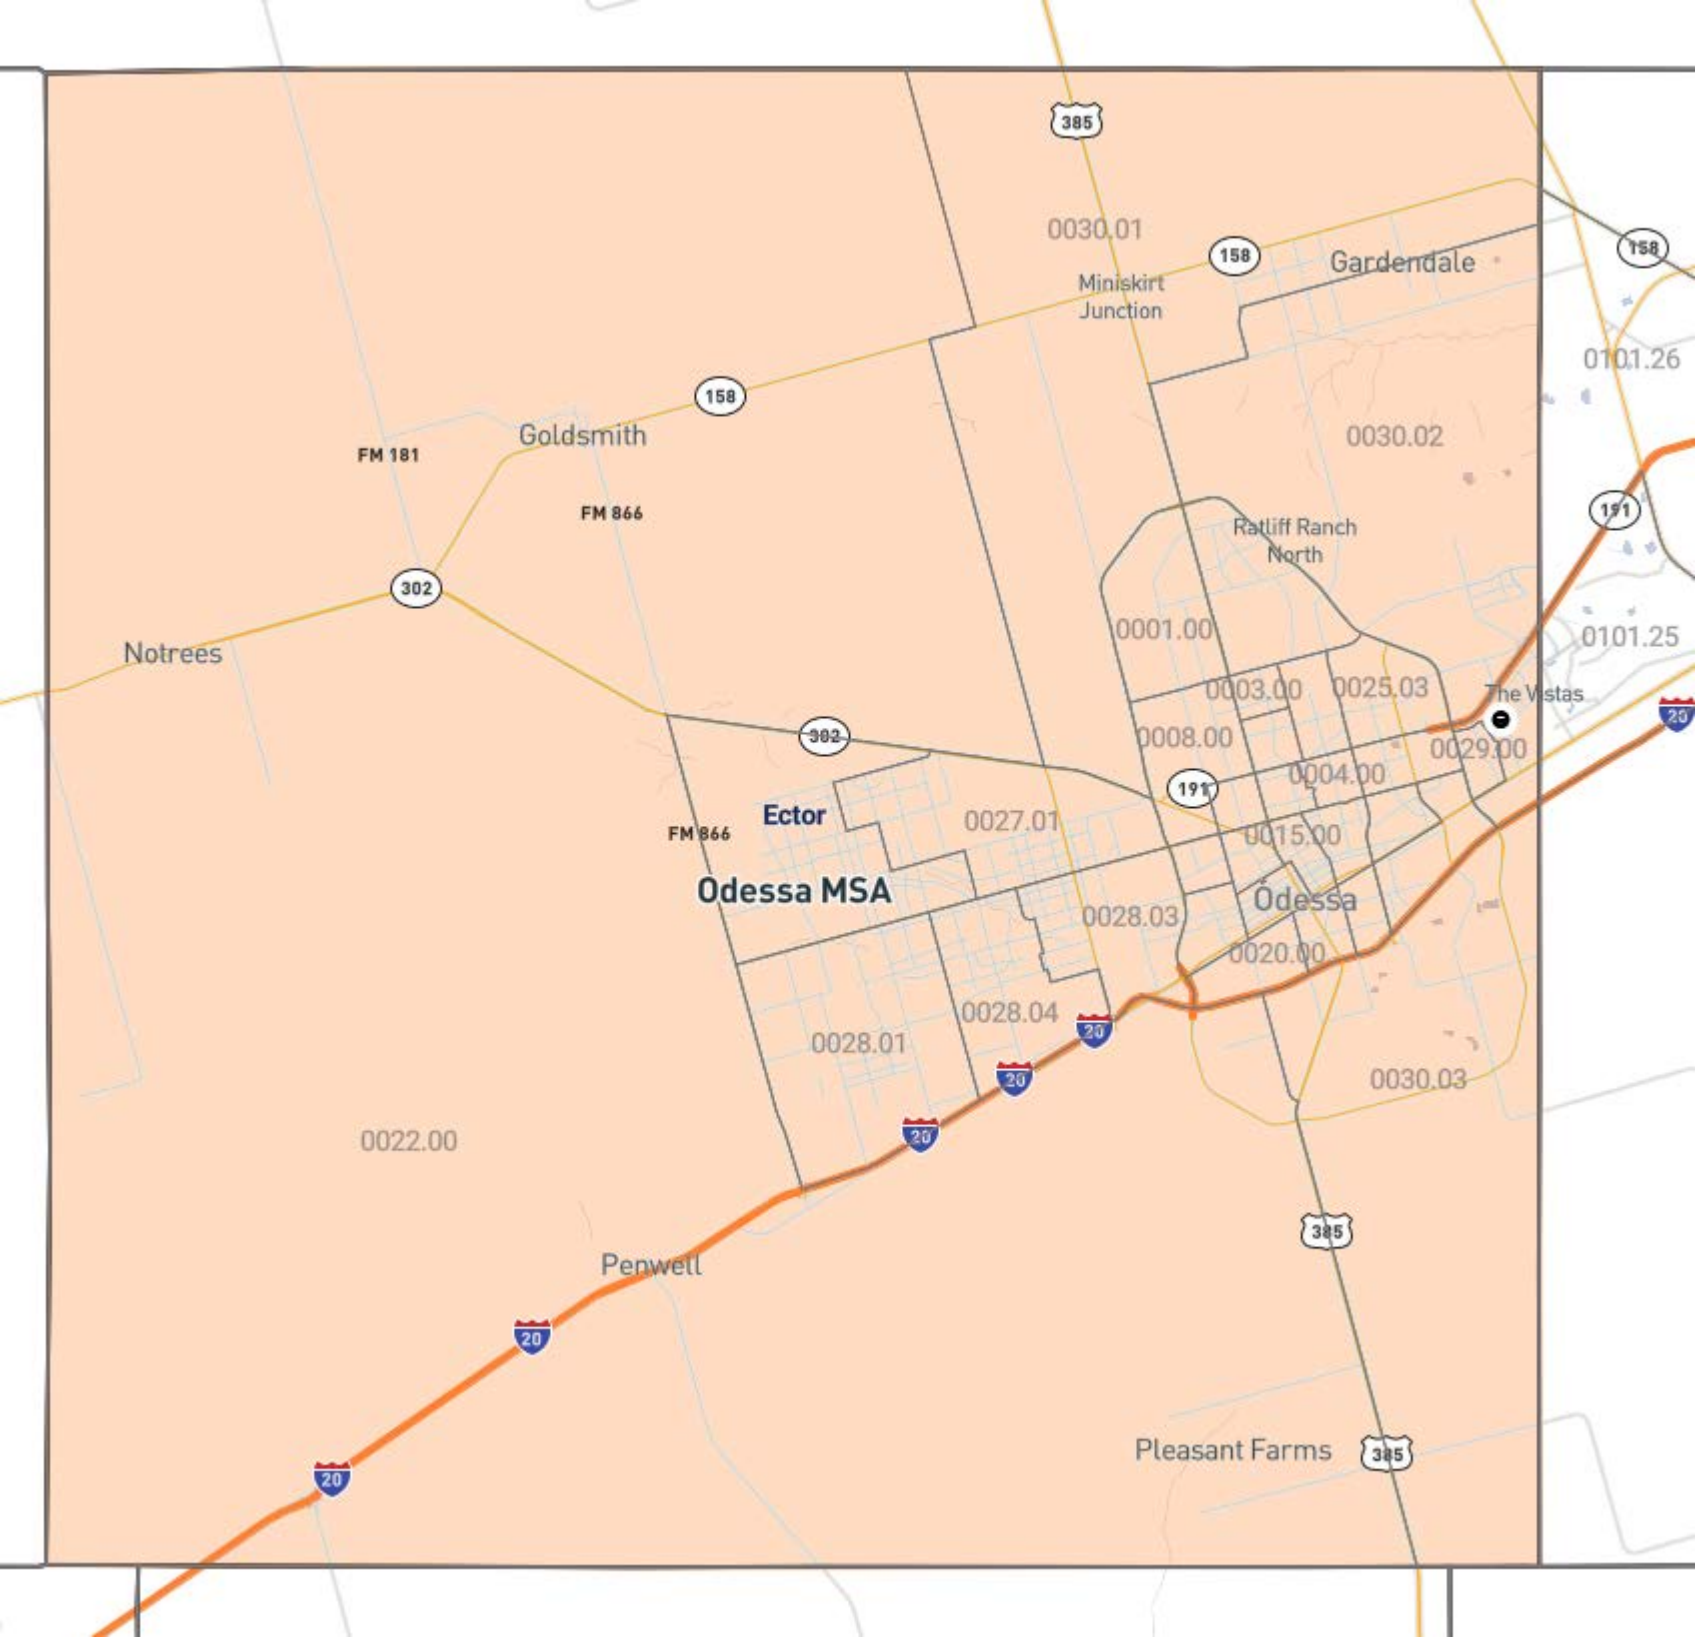 385
0030.01
158
158
Gardendale
Miniskirt
Junction
0101.26
158
Goldsmith
0030.02
FM 181
FM 866
191
Ratliff Ranch
North
302
0001.00
0101.25
Notrees
0003.00
0025.03
The Vistas
20
302
0008.00
0029.00
0004.00
191
Ector
0027.01
FM 866
0015.00
Odessa MSA
Odessa
0028.03
0020.00
0028.04
20
0028.01
20
0030.03
20
0022.00
385
Penwell
20
Pleasant Farms
385
20